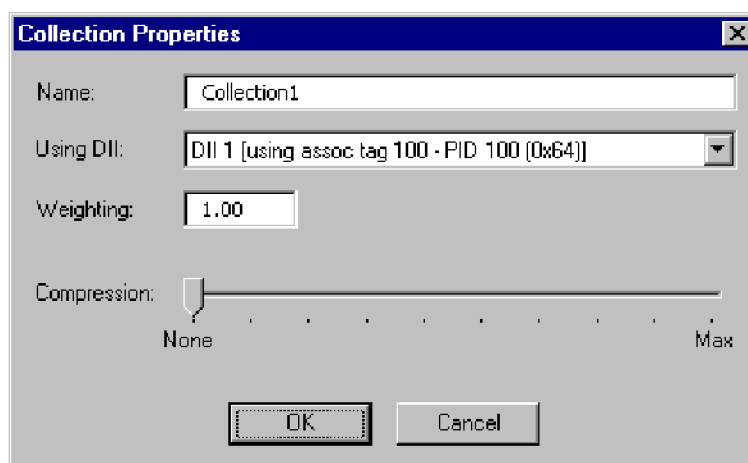 Collection Properties
Name: Collection1
Using DII: DII 1 [using assoc tag 100 - PID 100 (0x64)]
Weighting: 1.00
Compression:
None Max
OK Cancel